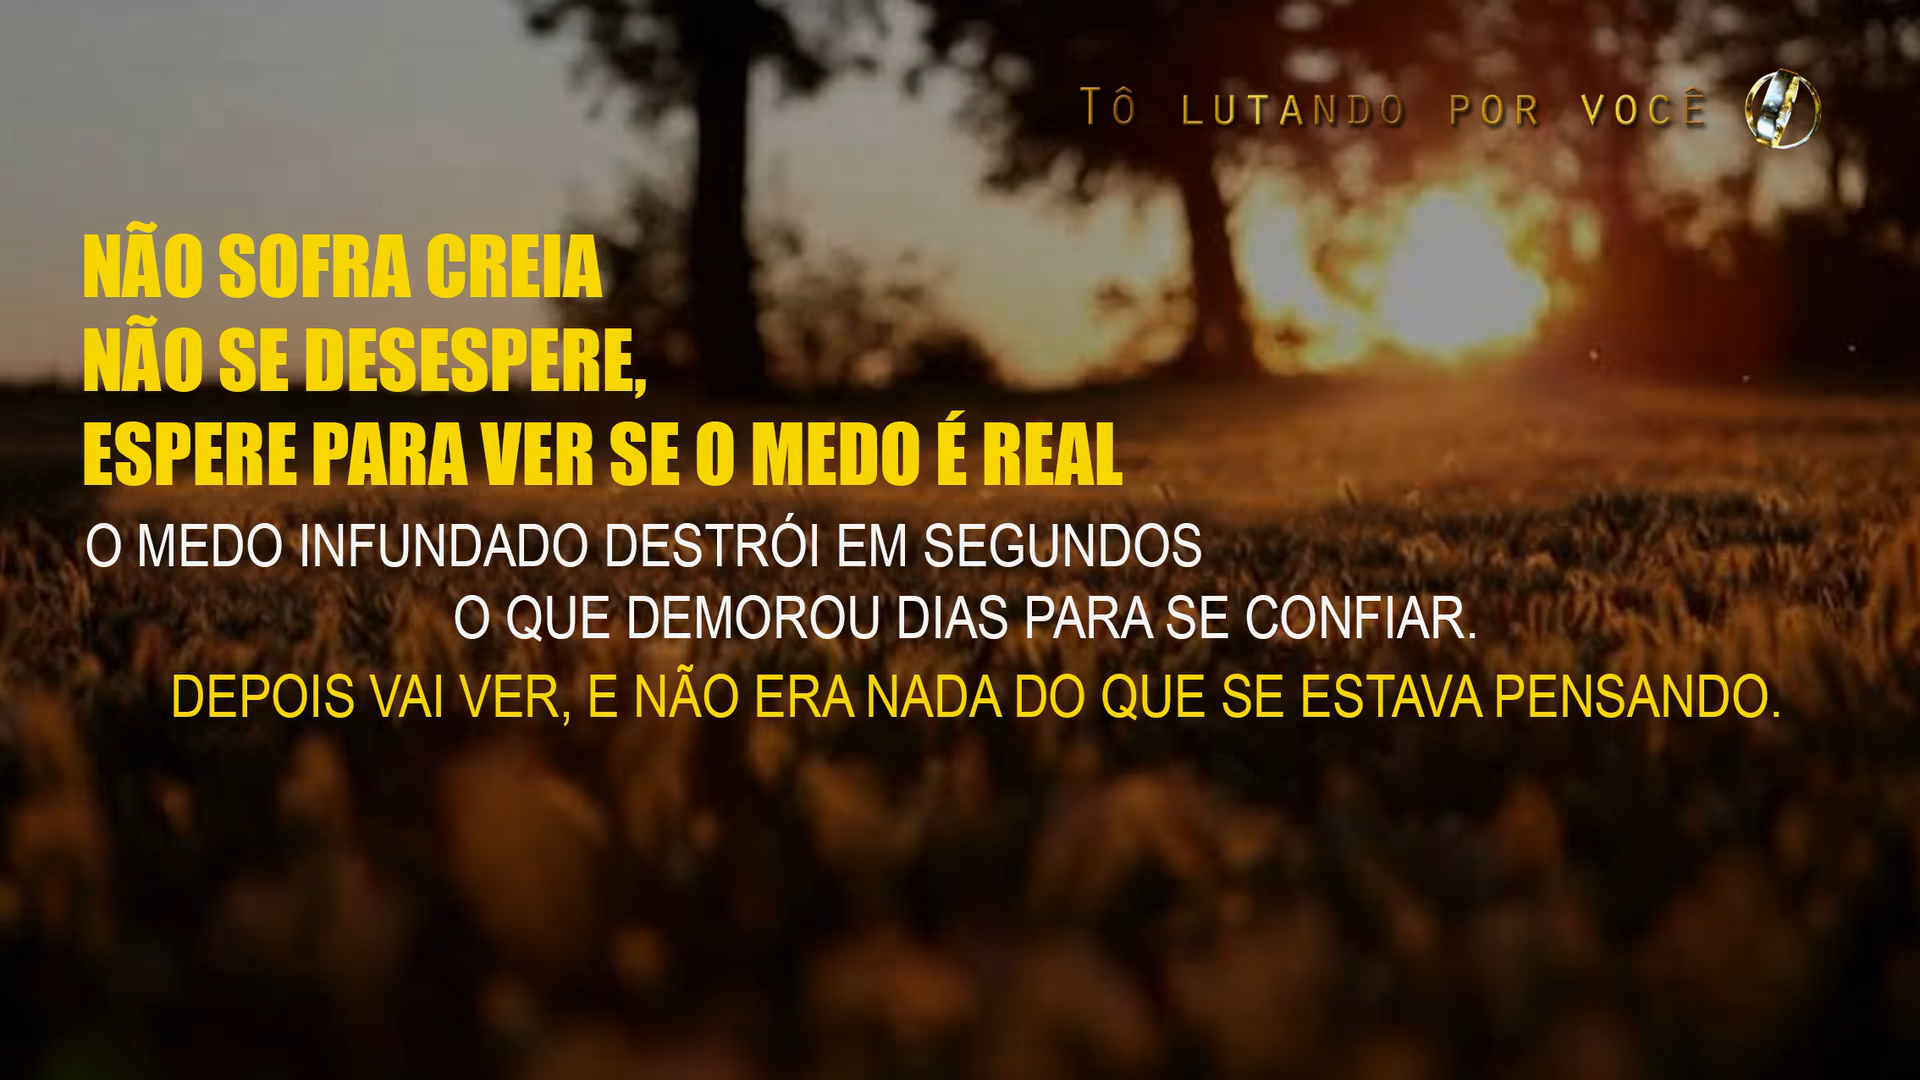 Tô LUTANDO POR VOCÊ
NÃO SOFRA CREIA
NÃO SE DESESPERE,
ESPERE PARA VER SE O MEDO É REAL
O MEDO INFUNDADO DESTRÓI EM SEGUNDOS
O QUE DEMOROU DIAS PARA SE CONFIAR.
DEPOIS VAI VER, E NÃO ERA NADA DO QUE SE ESTAVA PENSANDO.